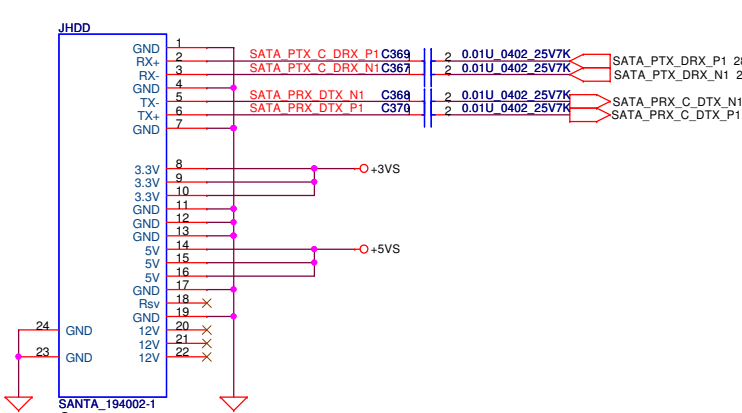 JHDD
GND 1
RX+ 2 SATA_PTX_C_DRX_P1 C369 2 0.01U_0402_25V7K SATA_PTX_DRX_P1
RX- 3 SATA_PTX_C_DRX_N1 C367 2 0.01U_0402_25V7K SATA_PTX_DRX_N1 2
GND 4
TX- 5 SATA_PRX_DTX_N1 C368 2 0.01U_0402_25V7K SATA_PRX_C_DTX_N1
TX+ 6 SATA_PRX_DTX_P1 C370 2 0.01U_0402_25V7K SATA_PRX_C_DTX_P1
GND 7
3.3V 8 +3VS
3.3V 9
3.3V 10
GND 11
GND 12
GND 13
5V 14 +5VS
5V 15
5V 16
GND 17
Rsv 18
GND 19
24 GND 12V 20
12V 21
23 GND 12V 22
SANTA_194002-1